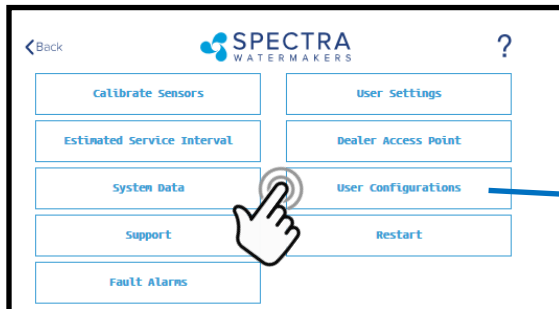 Back
SPECTRA
WATERMAKERS
?
Calibrate Sensors
User Settings
Estimated Service Interval
Dealer Access Point
System Data
User Configurations
Support
Restart
Fault Alarms